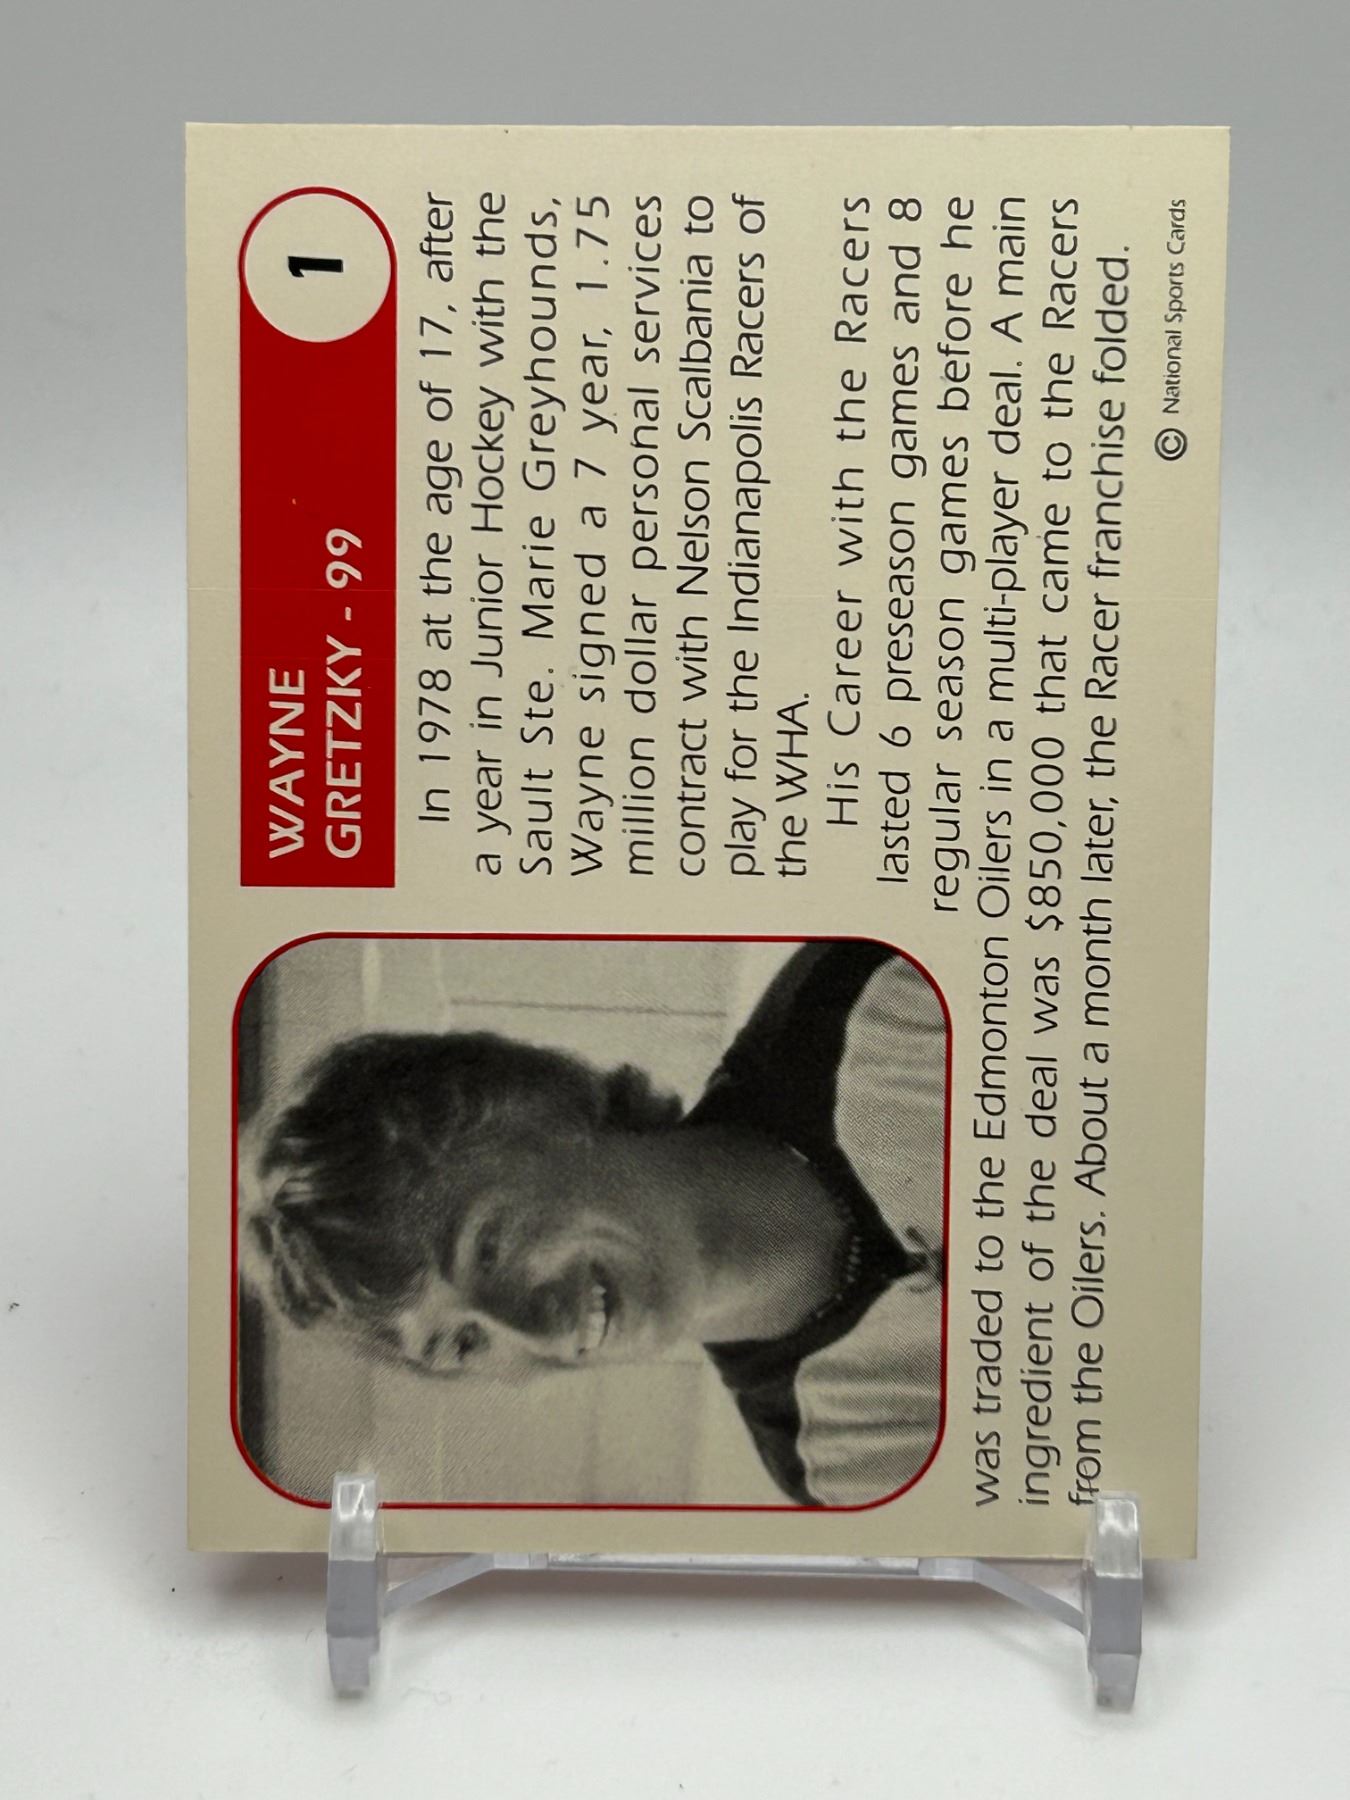 WAYNE
GRETZKY - 99
1
In 1978 at the age of 17, after
a year in Junior Hockey with the
Sault Ste. Marie Greyhounds,
Wayne signed a 7 year, 1.75
million dollar personal services
contract with Nelson Scalbania to
play for the Indianapolis Racers of
the WHA.
His Career with the Racers
lasted 6 preseason games and 8
regular season games before he
was traded to the Edmonton Oilers in a multi-player deal. A main
ingredient of the deal was $850,000 that came to the Racers
from the Oilers. About a month later, the Racer franchise folded.
© National Sports Cards